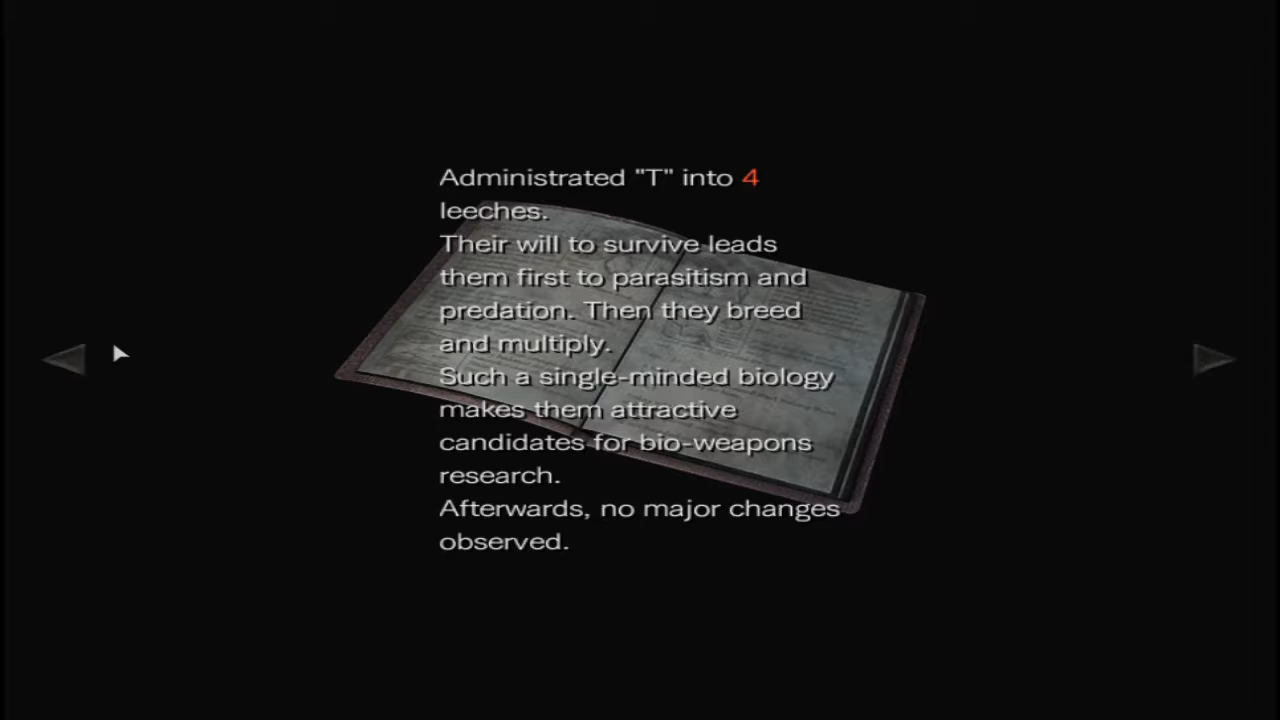 Administrated "T" into 4
leeches.
Their will to survive leads
them first to parasitism and
predation. Then they breed
and multiply.
Such a single-minded biology
makes them attractive
candidates for bio-weapons
research.
Afterwards, no major changes
observed.